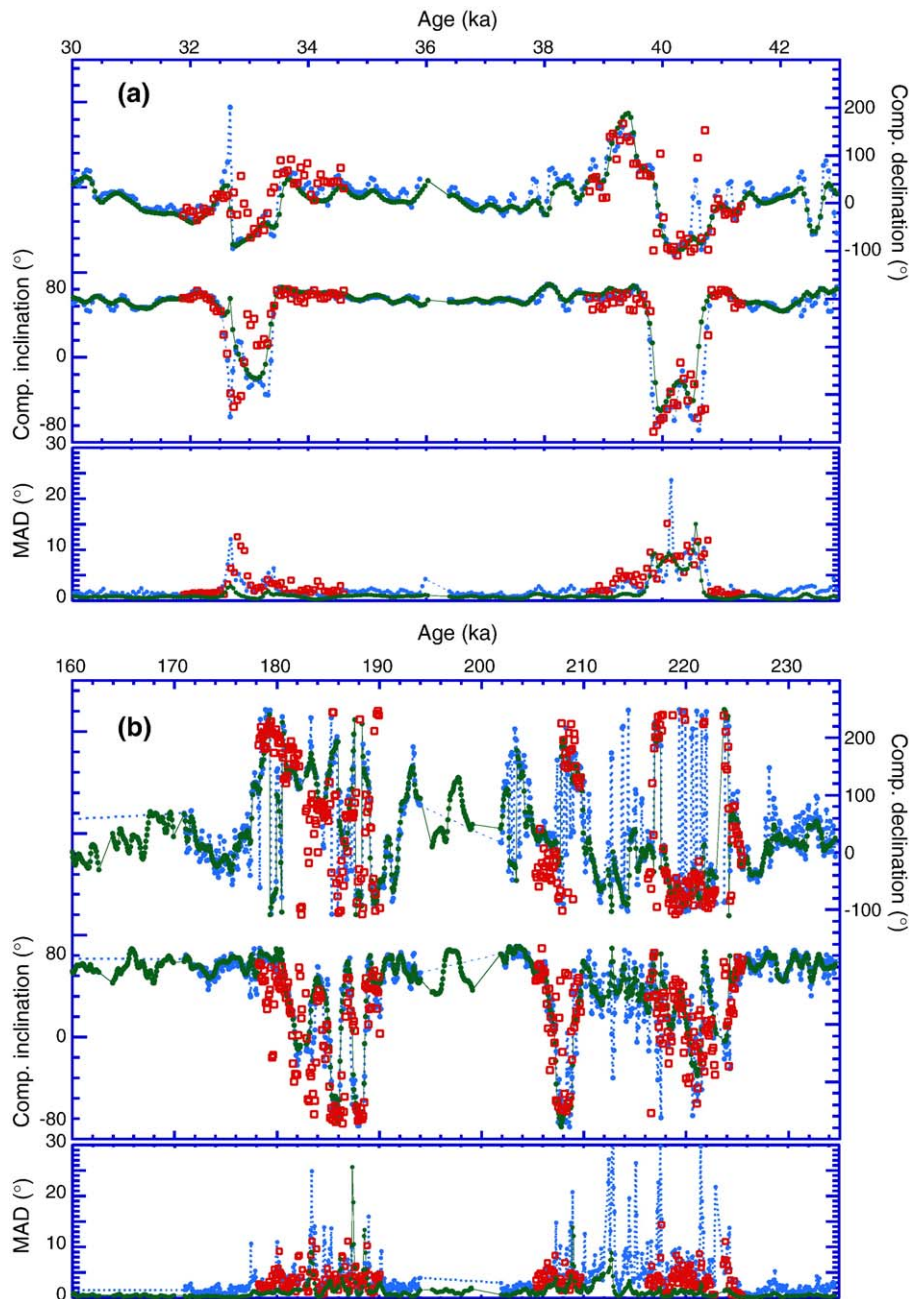 Age (ka)
30 32 34 36 38 40 42
(a)
200
100
0
-100
Comp. declination (°)
80
0
-80
Comp. inclination (°)
30
20
10
0
MAD (°)
Age (ka)
160 170 180 190 200 210 220 230
(b)
200
100
0
-100
Comp. declination (°)
80
0
-80
Comp. inclination (°)
30
20
10
0
MAD (°)